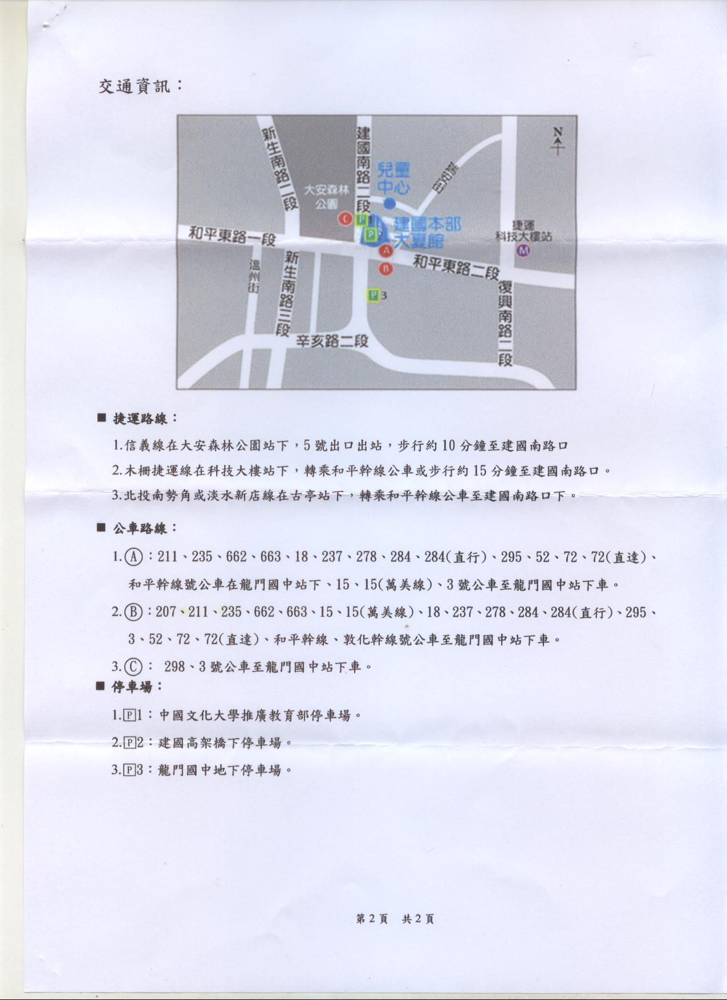 交通資訊：
新生南路二段
建國南路二段
N
兒童
中心
瑞安街
大安森林
公園
C
P1
P2
建國本部
大夏館
捷運
科技大樓站
M
和平東路一段
A
和平東路二段
B
溫州街
新生南路三段
P3
復興南路二段
辛亥路二段
■ 捷運路線：
1.信義線在大安森林公園站下，5 號出口出站，步行約 10 分鐘至建國南路口
2.木柵捷運線在科技大樓站下，轉乘和平幹線公車或步行約 15 分鐘至建國南路口。
3.北投南勢角或淡水新店線在古亭站下，轉乘和平幹線公車至建國南路口下。
■ 公車路線：
1.Ⓐ：211、235、662、663、18、237、278、284、284(直行)、295、52、72、72(直達)、
和平幹線號公車在龍門國中站下、15、15(萬美線)、3 號公車至龍門國中站下車。
2.Ⓑ：207、211、235、662、663、15、15(萬美線)、18、237、278、284、284(直行)、295、
3、52、72、72(直達)、和平幹線、敦化幹線號公車至龍門國中站下車。
3.Ⓒ： 298、3 號公車至龍門國中站下車。
■ 停車場：
1.🄿1：中國文化大學推廣教育部停車場。
2.🄿2：建國高架橋下停車場。
3.🄿3：龍門國中地下停車場。
第 2 頁 共 2 頁